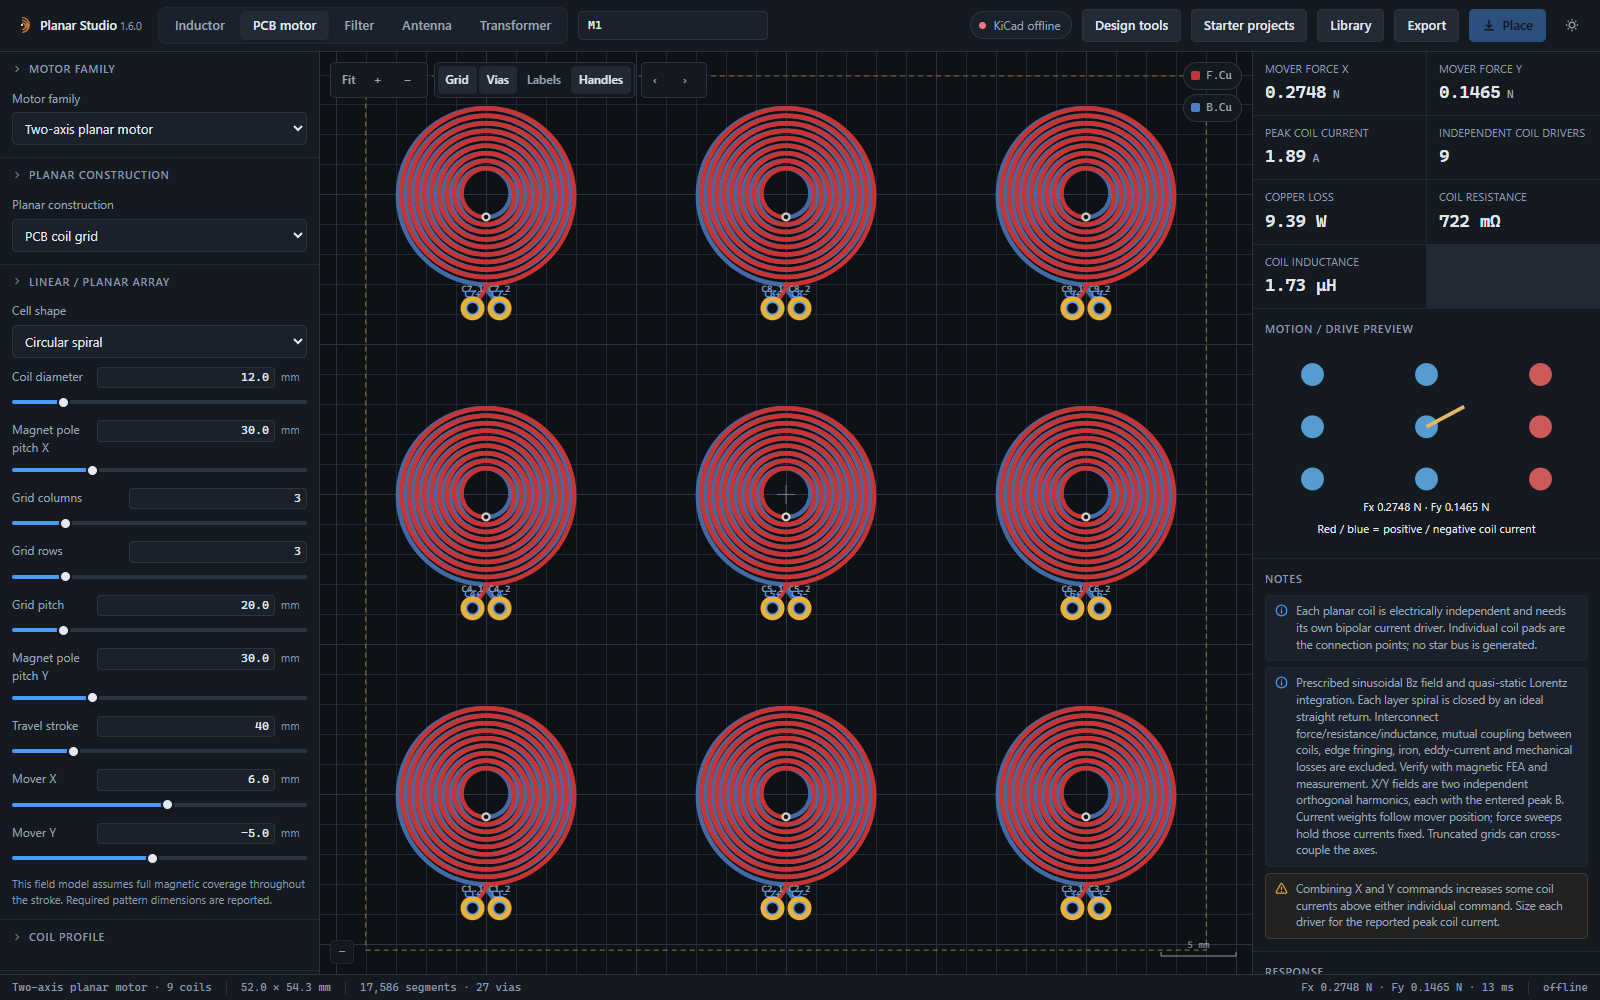 Planar Studio 1.6.0
Inductor
PCB motor
Filter
Antenna
Transformer
M1
KiCad offline
Design tools
Starter projects
Library
Export
Place
MOTOR FAMILY
Motor family
Two-axis planar motor
PLANAR CONSTRUCTION
Planar construction
PCB coil grid
LINEAR / PLANAR ARRAY
Cell shape
Circular spiral
Coil diameter 12.0 mm
Magnet pole
pitch X
30.0 mm
Grid columns 3
Grid rows 3
Grid pitch 20.0 mm
Magnet pole
pitch Y
30.0 mm
Travel stroke 40 mm
Mover X 6.0 mm
Mover Y −5.0 mm
This field model assumes full magnetic coverage throughout
the stroke. Required pattern dimensions are reported.
COIL PROFILE
Fit + −
Grid Vias Labels Handles
‹ ›
F.Cu
B.Cu
5 mm
−
MOVER FORCE X
0.2748 N
MOVER FORCE Y
0.1465 N
PEAK COIL CURRENT
1.89 A
INDEPENDENT COIL DRIVERS
9
COPPER LOSS
9.39 W
COIL RESISTANCE
722 mΩ
COIL INDUCTANCE
1.73 µH
MOTION / DRIVE PREVIEW
Fx 0.2748 N · Fy 0.1465 N
Red / blue = positive / negative coil current
NOTES
Each planar coil is electrically independent and needs
its own bipolar current driver. Individual coil pads are
the connection points; no star bus is generated.
Prescribed sinusoidal Bz field and quasi-static Lorentz
integration. Each layer spiral is closed by an ideal
straight return. Interconnect
force/resistance/inductance, mutual coupling between
coils, edge fringing, iron, eddy-current and mechanical
losses are excluded. Verify with magnetic FEA and
measurement. X/Y fields are two independent
orthogonal harmonics, each with the entered peak B.
Current weights follow mover position; force sweeps
hold those currents fixed. Truncated grids can cross-
couple the axes.
Combining X and Y commands increases some coil
currents above either individual command. Size each
driver for the reported peak coil current.
RESPONSE
Two-axis planar motor · 9 coils
52.0 × 54.3 mm
17,586 segments · 27 vias
Fx 0.2748 N · Fy 0.1465 N · 13 ms
offline